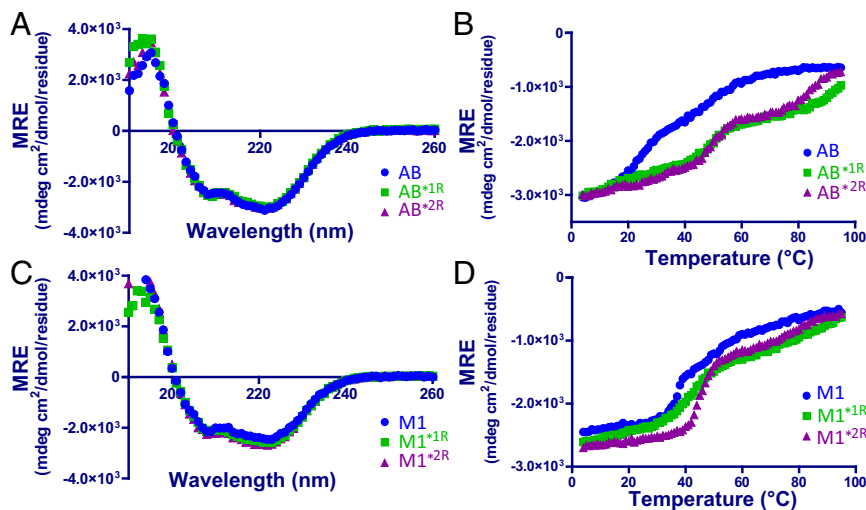 A
MRE
(mdeg cm²/dmol/residue)
4.0×10³
2.0×10³
0
-2.0×10³
-4.0×10³
200
220
240
260
Wavelength (nm)
AB
AB*1R
AB*2R
B
MRE
(mdeg cm²/dmol/residue)
0
-1.0×10³
-2.0×10³
-3.0×10³
0
20
40
60
80
100
Temperature (°C)
AB
AB*1R
AB*2R
C
MRE
(mdeg cm²/dmol/residue)
4.0×10³
2.0×10³
0
-2.0×10³
-4.0×10³
200
220
240
260
Wavelength (nm)
M1
M1*1R
M1*2R
D
MRE
(mdeg cm²/dmol/residue)
0
-1.0×10³
-2.0×10³
-3.0×10³
0
20
40
60
80
100
Temperature (°C)
M1
M1*1R
M1*2R